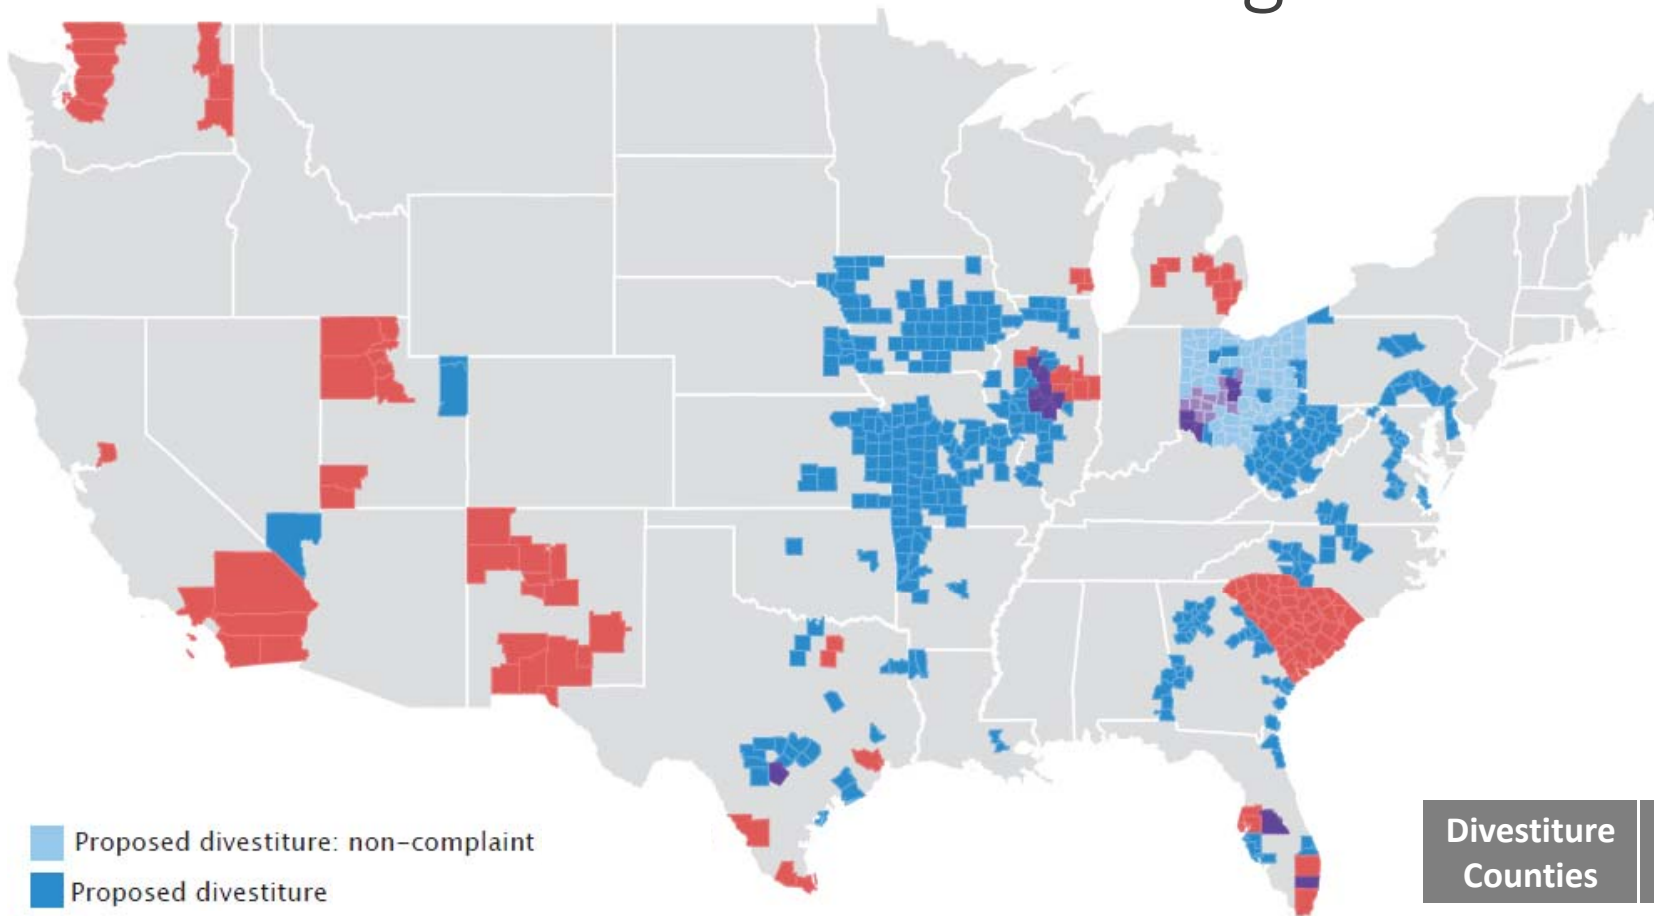 Proposed divestiture: non-complaint
Proposed divestiture
Divestiture
Counties